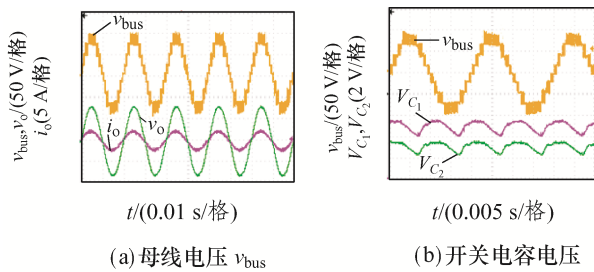 v_bus
v_bus,v_o/(50 V/格)
i_o(5 A/格)
i_o
v_o
t/(0.01 s/格)
(a) 母线电压 v_bus
v_bus
v_bus/(50 V/格)
V_C1,V_C2(2 V/格)
V_C1
V_C2
t/(0.005 s/格)
(b) 开关电容电压